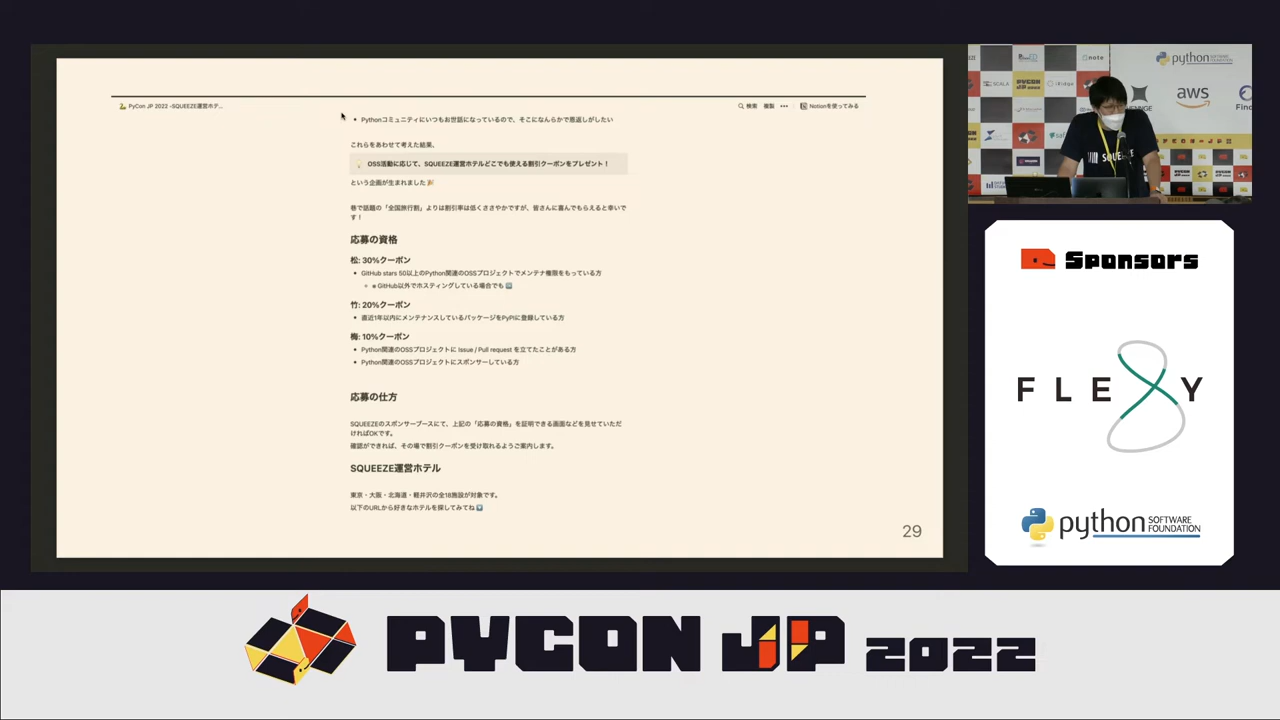 PyCon JP 2022 -SQUEEZE運営ホテ...
検索 複製 ••• Notionを使ってみる
• Pythonコミュニティにいつもお世話になっているので、そこになんらかで恩返しがしたい
これらをあわせて考えた結果、
💡 OSS活動に応じて、SQUEEZE運営ホテルどこでも使える割引クーポンをプレゼント！
という企画が生まれました🎉
巷で話題の「全国旅行割」よりは割引率は低くささやかですが、皆さんに喜んでもらえると幸いで
す！
応募の資格
松: 30%クーポン
• GitHub stars 50以上のPython関連のOSSプロジェクトでメンテナ権限をもっている方
GitHub以外でホスティングしている場合でも🆗
竹: 20%クーポン
• 直近1年以内にメンテナンスしているパッケージをPyPIに登録している方
梅: 10%クーポン
• Python関連のOSSプロジェクトに Issue / Pull request を立てたことがある方
• Python関連のOSSプロジェクトにスポンサーしている方
応募の仕方
SQUEEZEのスポンサーブースにて、上記の「応募の資格」を証明できる画面などを見せていただ
ければOKです。
確認ができれば、その場で割引クーポンを受け取れるようご案内します。
SQUEEZE運営ホテル
東京・大阪・北海道・軽井沢の全18施設が対象です。
以下のURLから好きなホテルを探してみてね⬇️
29
note
python
SOFTWARE FOUNDATION
SCALA
aws
Sponsors
FLEXY
python SOFTWARE
FOUNDATION
PYCON JP 2022